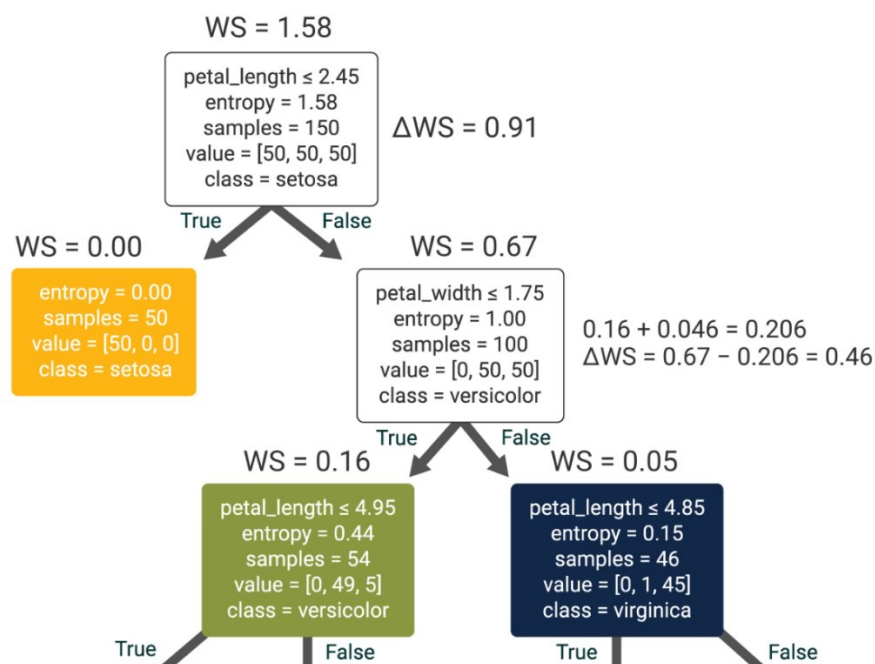 WS = 1.58
petal_length ≤ 2.45
entropy = 1.58
samples = 150
value = [50, 50, 50]
class = setosa
ΔWS = 0.91
True
False
WS = 0.00
entropy = 0.00
samples = 50
value = [50, 0, 0]
class = setosa
WS = 0.67
petal_width ≤ 1.75
entropy = 1.00
samples = 100
value = [0, 50, 50]
class = versicolor
0.16 + 0.046 = 0.206
ΔWS = 0.67 − 0.206 = 0.46
True
False
WS = 0.16
petal_length ≤ 4.95
entropy = 0.44
samples = 54
value = [0, 49, 5]
class = versicolor
True
False
WS = 0.05
petal_length ≤ 4.85
entropy = 0.15
samples = 46
value = [0, 1, 45]
class = virginica
True
False